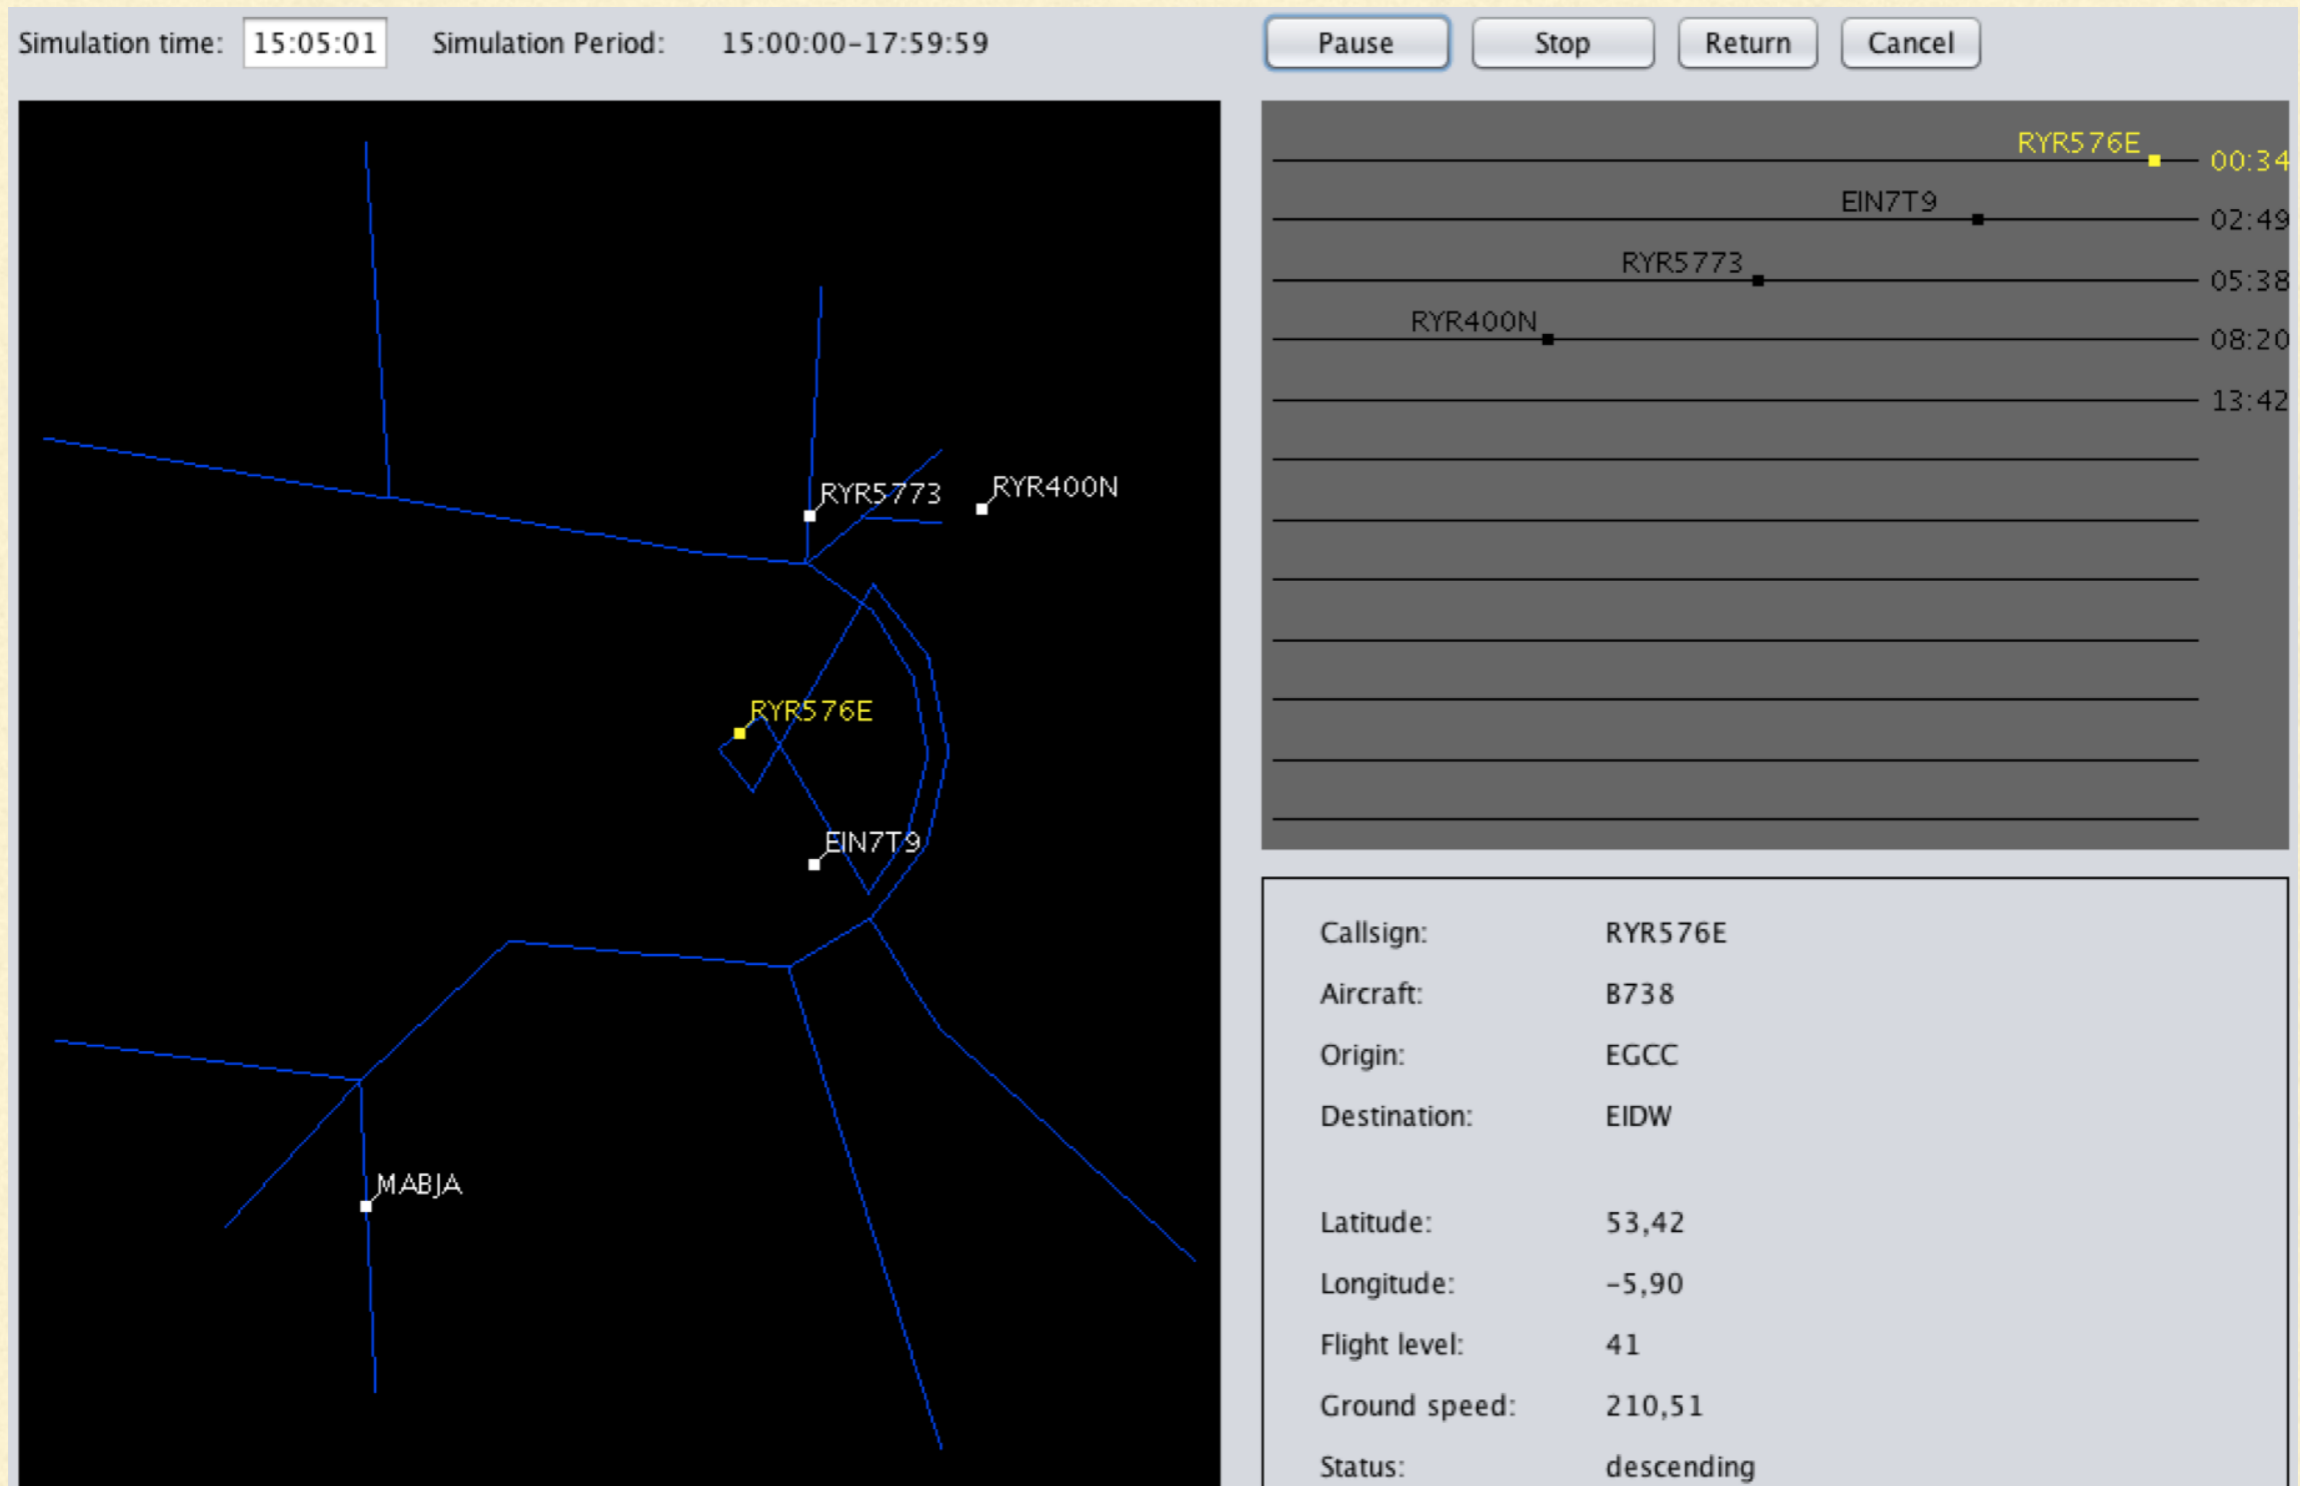 Simulation time: 15:05:01 Simulation Period: 15:00:00-17:59:59 Pause Stop Return Cancel
RYR576E 00:34
EIN7T9 02:49
RYR5773 05:38
RYR400N 08:20
13:42
RYR5773
RYR400N
RYR576E
EIN7T9
MABJA
Callsign: RYR576E
Aircraft: B738
Origin: EGCC
Destination: EIDW
Latitude: 53,42
Longitude: -5,90
Flight level: 41
Ground speed: 210,51
Status: descending